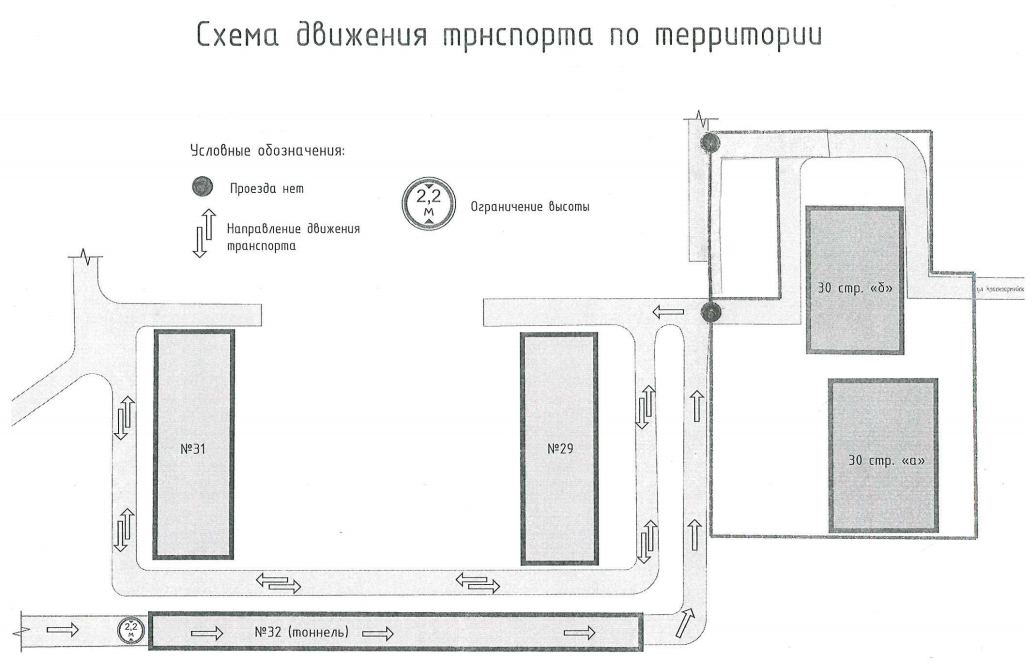 Схема движения трнспорта по территории
Условные обозначения:
Проезда нет
2,2
м
Ограничение высоты
Направление движения
транспорта
30 стр. «б»
№31
№29
30 стр. «а»
2,2
м
№32 (тоннель)